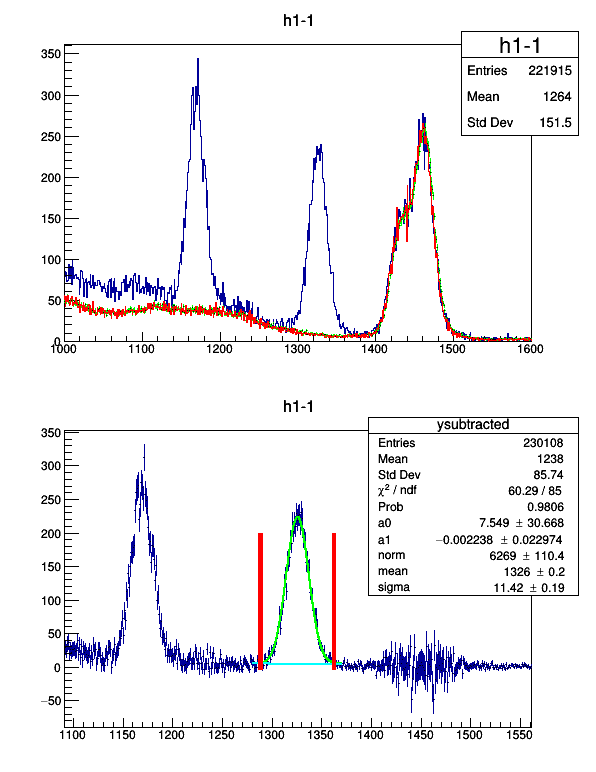 h1-1
h1-1
Entries 221915
Mean 1264
Std Dev 151.5
350
300
250
200
150
100
50
0
1000 1100 1200 1300 1400 1500 1600
h1-1
ysubtracted
Entries 230108
Mean 1238
Std Dev 85.74
χ² / ndf 60.29 / 85
Prob 0.9806
a0 7.549 ± 30.668
a1 −0.002238 ± 0.022974
norm 6269 ± 110.4
mean 1326 ± 0.2
sigma 11.42 ± 0.19
350
300
250
200
150
100
50
0
−50
1100 1150 1200 1250 1300 1350 1400 1450 1500 1550